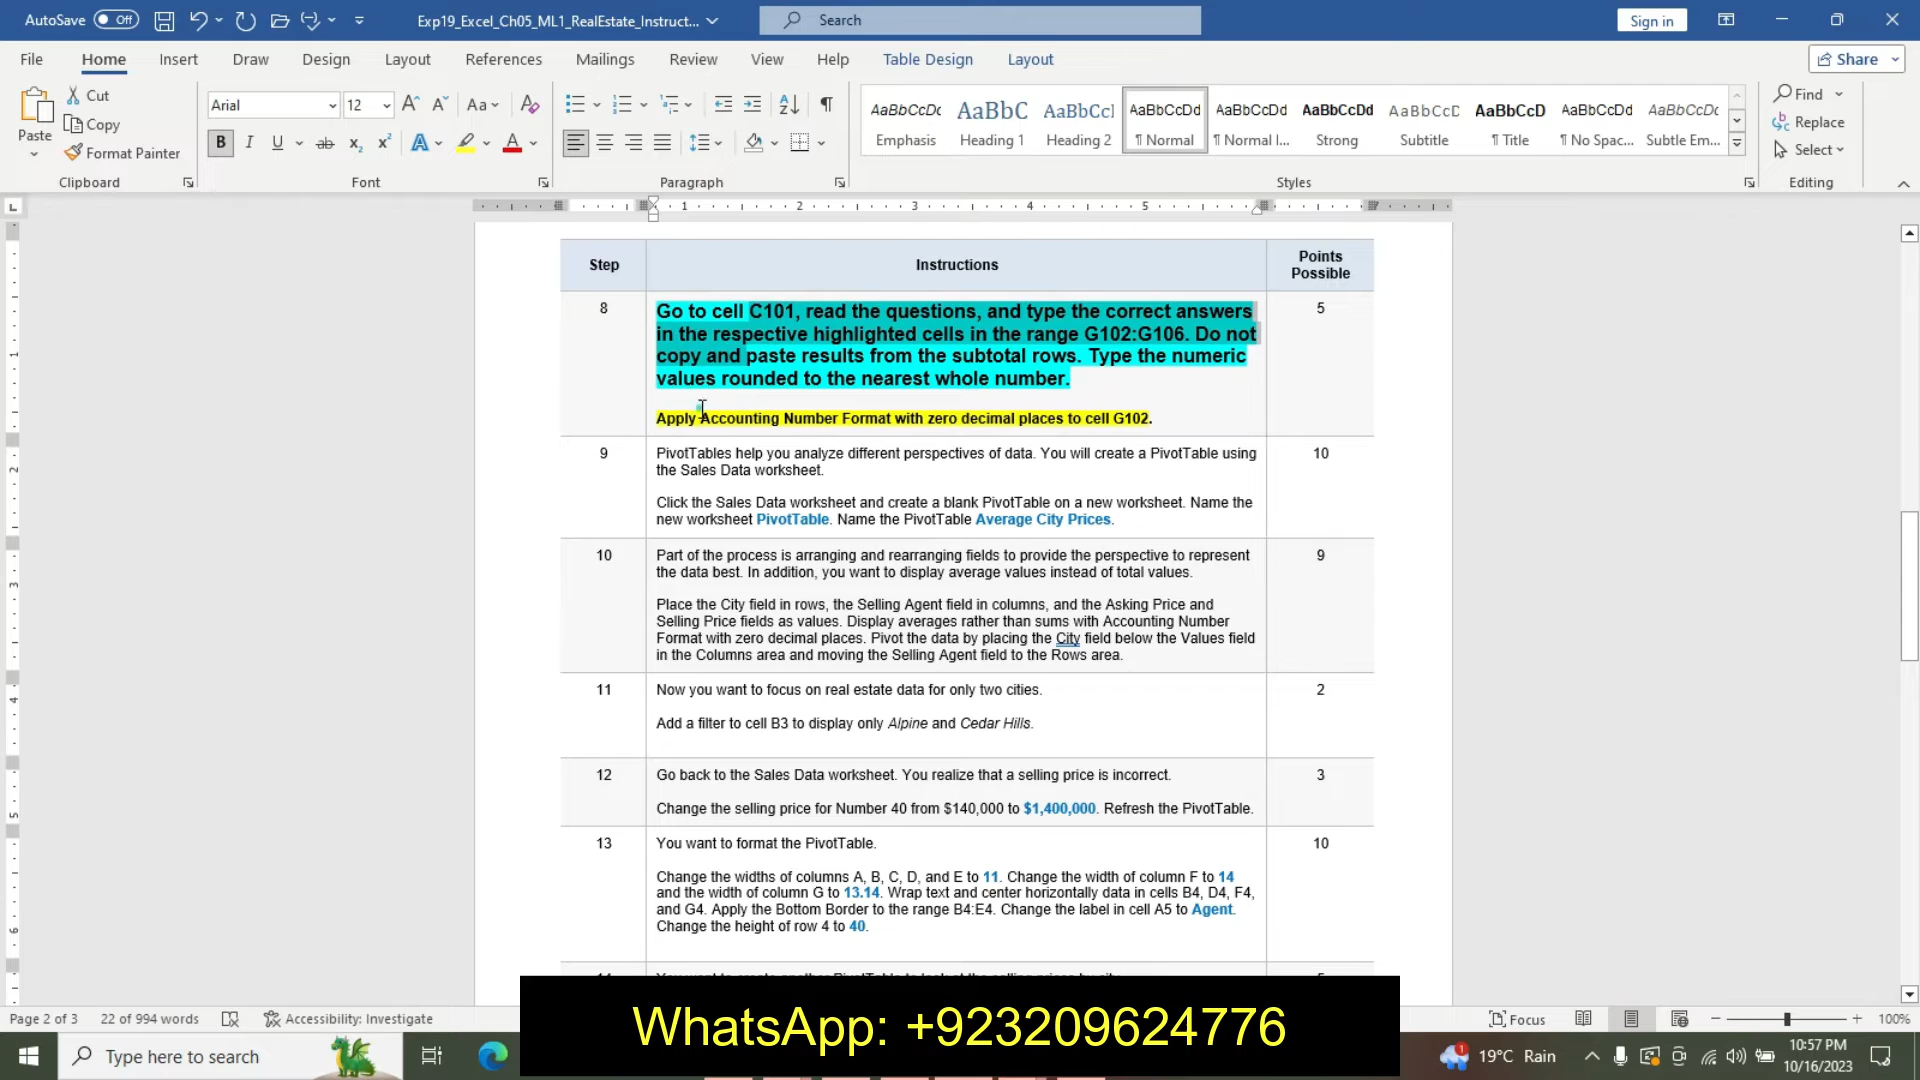 AutoSave Off Exp19_Excel_Ch05_ML1_RealEstate_Instruct... Search Sign in
File Home Insert Draw Design Layout References Mailings Review View Help Table Design Layout Share
Paste Cut Copy Format Painter
Arial 12
AaBbCcDc AaBbC AaBbCcI AaBbCcDd AaBbCcDd AaBbCcDd AaBbCcD AaBbCcD AaBbCcDd AaBbCcDc
Emphasis Heading 1 Heading 2 ¶ Normal ¶ Normal I... Strong Subtitle ¶ Title ¶ No Spac... Subtle Em...
Find Replace Select
Clipboard Font Paragraph Styles Editing
1 2 3 4 5
Step Instructions Points Possible
8 Go to cell C101, read the questions, and type the correct answers 5
in the respective highlighted cells in the range G102:G106. Do not
copy and paste results from the subtotal rows. Type the numeric
values rounded to the nearest whole number.
Apply Accounting Number Format with zero decimal places to cell G102.
9 PivotTables help you analyze different perspectives of data. You will create a PivotTable using 10
the Sales Data worksheet.
Click the Sales Data worksheet and create a blank PivotTable on a new worksheet. Name the
new worksheet PivotTable. Name the PivotTable Average City Prices.
10 Part of the process is arranging and rearranging fields to provide the perspective to represent 9
the data best. In addition, you want to display average values instead of total values.
Place the City field in rows, the Selling Agent field in columns, and the Asking Price and
Selling Price fields as values. Display averages rather than sums with Accounting Number
Format with zero decimal places. Pivot the data by placing the City field below the Values field
in the Columns area and moving the Selling Agent field to the Rows area.
11 Now you want to focus on real estate data for only two cities. 2
Add a filter to cell B3 to display only Alpine and Cedar Hills.
12 Go back to the Sales Data worksheet. You realize that a selling price is incorrect. 3
Change the selling price for Number 40 from $140,000 to $1,400,000. Refresh the PivotTable.
13 You want to format the PivotTable. 10
Change the widths of columns A, B, C, D, and E to 11. Change the width of column F to 14
and the width of column G to 13.14. Wrap text and center horizontally data in cells B4, D4, F4,
and G4. Apply the Bottom Border to the range B4:E4. Change the label in cell A5 to Agent.
Change the height of row 4 to 40.
Page 2 of 3 22 of 994 words Accessibility: Investigate Focus 100%
WhatsApp: +923209624776
Type here to search 19°C Rain 10:57 PM
10/16/2023